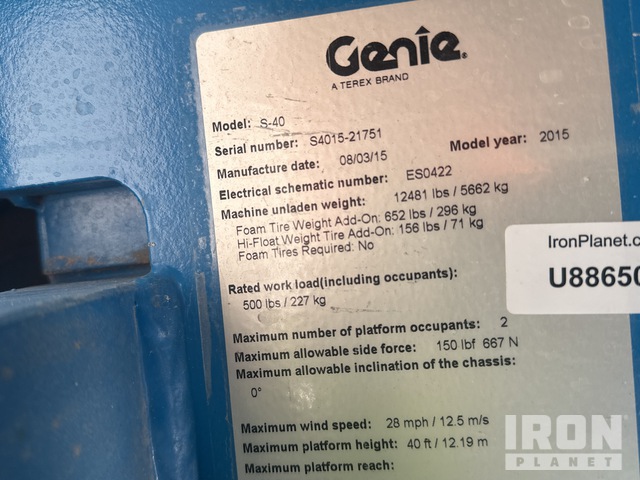 Genie.
A TEREX BRAND
Model: S-40
Serial number: S4015-21751
Manufacture date: 08/03/15 Model year: 2015
Electrical schematic number: ES0422
Machine unladen weight: 12481 lbs / 5662 kg
Foam Tire Weight Add-On: 652 lbs / 296 kg
Hi-Float Weight Tire Add-On: 156 lbs / 71 kg
Foam Tires Required: No
IronPlanet.c
U88650
Rated work load(including occupants):
500 lbs / 227 kg
Maximum number of platform occupants: 2
Maximum allowable side force: 150 lbf 667 N
Maximum allowable inclination of the chassis:
0°
Maximum wind speed: 28 mph / 12.5 m/s
Maximum platform height: 40 ft / 12.19 m
Maximum platform reach:
IRON
PLANET